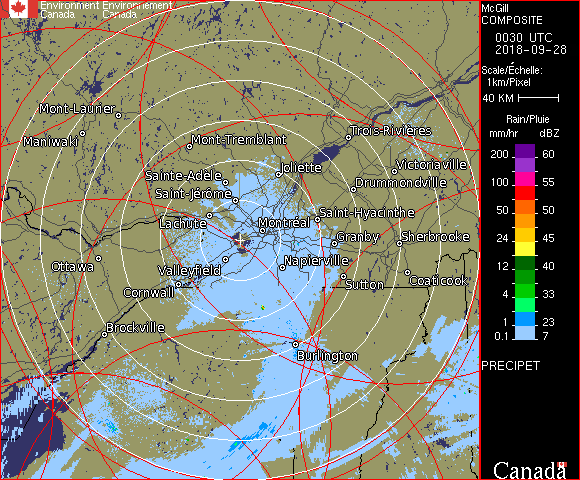 Environment Environnement
Canada Canada
McGill
COMPOSITE
0030 UTC
2018-09-28
Scale/Échelle:
1km/Pixel
40 KM
Rain/Pluie
mm/hr dBZ
200 60
100 55
50 50
24 45
12 40
4 33
1 23
0.1 7
PRECIPET
Canada
Mont-Laurier
Maniwaki
Mont-Tremblant
Trois-Rivières
Sainte-Adèle
Joliette
Victoriaville
Saint-Jérôme
Drummondville
Lachute
Montréal
Saint-Hyacinthe
Granby
Sherbrooke
Ottawa
Valleyfield
Napierville
Cornwall
Sutton
Coaticook
Brockville
Burlington